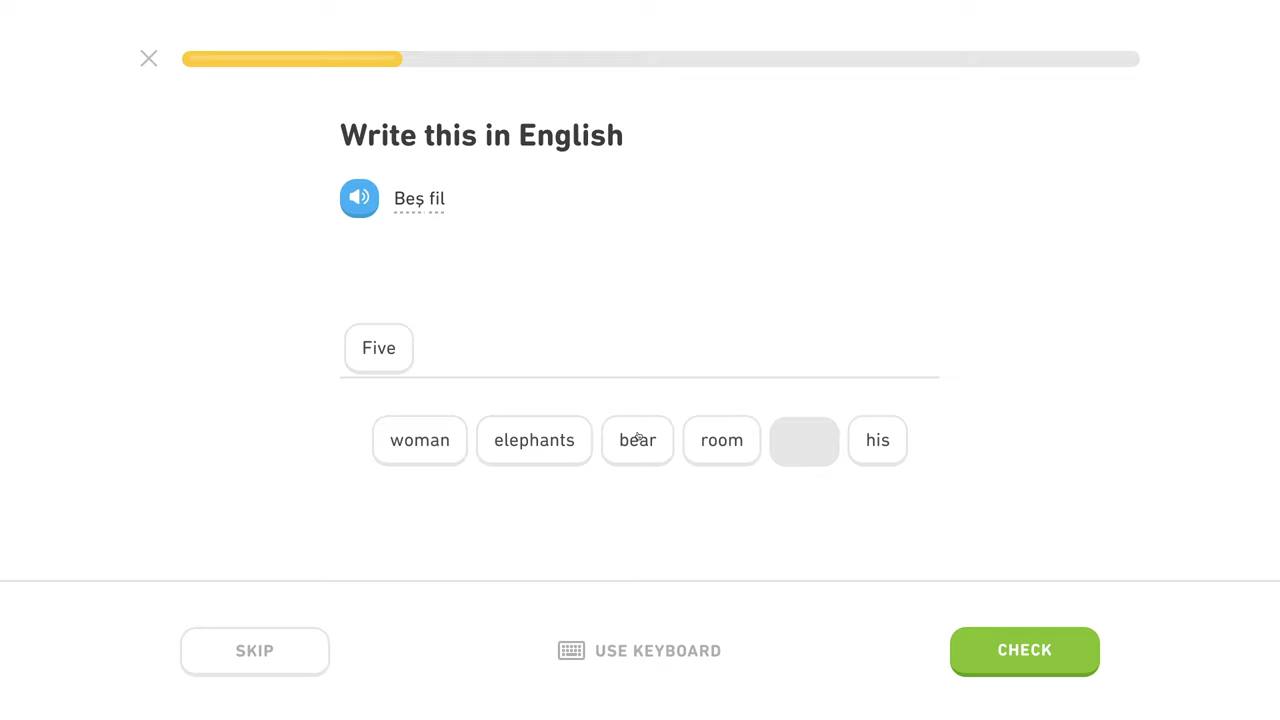 Write this in English
Beş fil
Five
woman elephants bear room his
SKIP USE KEYBOARD CHECK